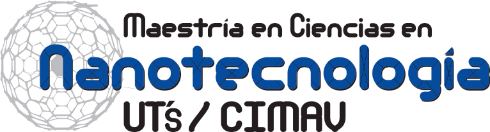 Maestría en Ciencias en
Nanotecnología
UT's / CIMAV